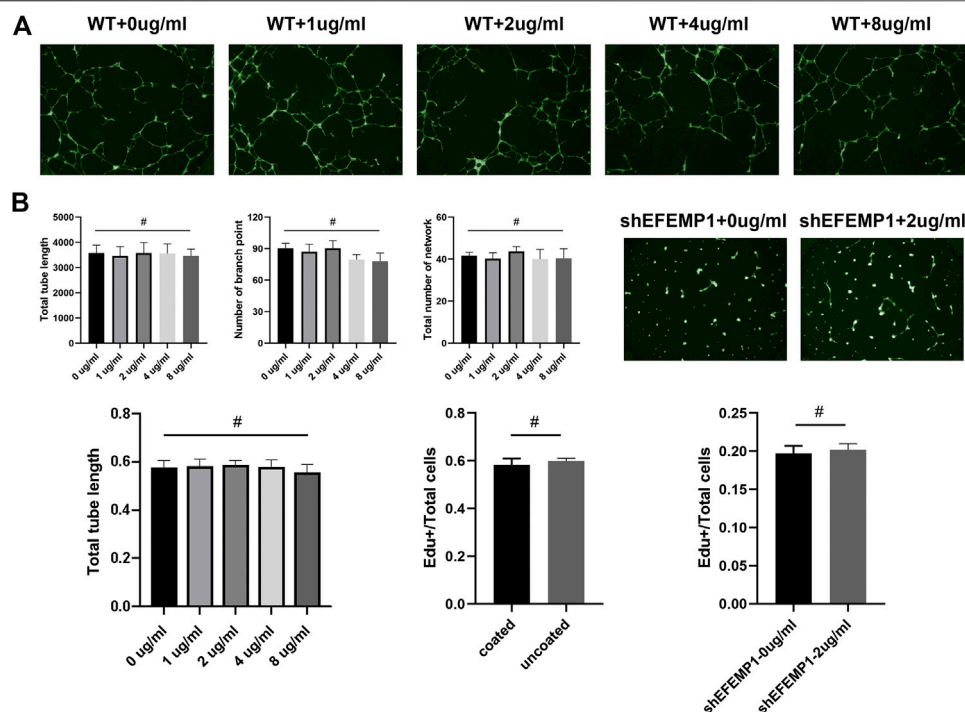 A
WT+0ug/ml WT+1ug/ml WT+2ug/ml WT+4ug/ml WT+8ug/ml
B
Total tube length
5000
4000
3000
2000
1000
0
#
0 ug/ml
1 ug/ml
2 ug/ml
4 ug/ml
8 ug/ml
Number of branch point
120
90
60
30
0
#
0 ug/ml
1 ug/ml
2 ug/ml
4 ug/ml
8 ug/ml
Total number of network
60
40
20
0
#
0 ug/ml
1 ug/ml
2 ug/ml
4 ug/ml
8 ug/ml
shEFEMP1+0ug/ml shEFEMP1+2ug/ml
Total tube length
0.8
0.6
0.4
0.2
0.0
#
0 ug/ml
1 ug/ml
2 ug/ml
4 ug/ml
8 ug/ml
Edu+/Total cells
0.8
0.6
0.4
0.2
0.0
#
coated
uncoated
Edu+/Total cells
0.25
0.20
0.15
0.10
0.05
0.00
#
shEFEMP1-0ug/ml
shEFEMP1-2ug/ml